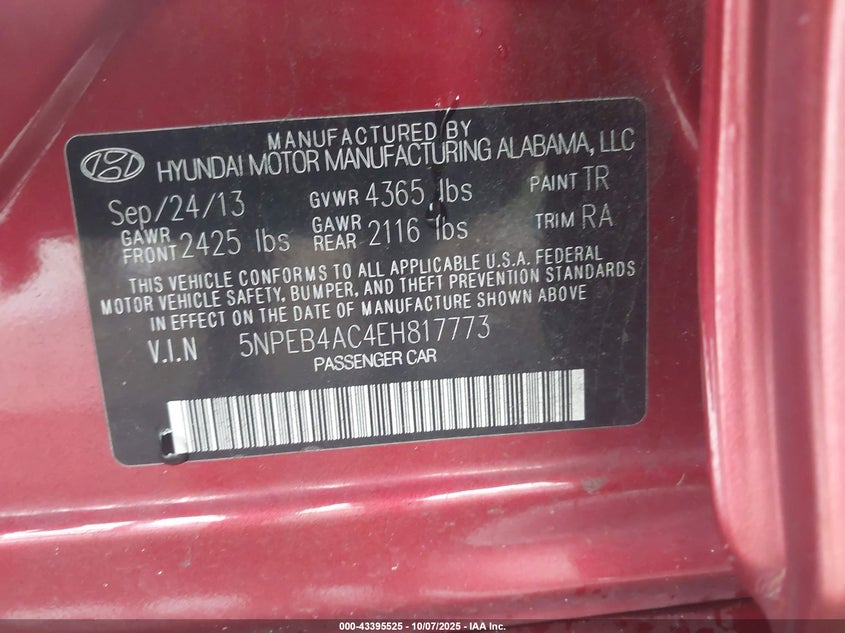 MANUFACTURED BY
HYUNDAI MOTOR MANUFACTURING ALABAMA, LLC
Sep/24/13 GVWR 4365 lbs PAINT TR
GAWR FRONT 2425 lbs GAWR REAR 2116 lbs TRIM RA
THIS VEHICLE CONFORMS TO ALL APPLICABLE U.S.A. FEDERAL
MOTOR VEHICLE SAFETY, BUMPER, AND THEFT PREVENTION STANDARDS
IN EFFECT ON THE DATE OF MANUFACTURE SHOWN ABOVE
V.I.N 5NPEB4AC4EH817773
PASSENGER CAR
000-43395525 - 10/07/2025 - IAA Inc.